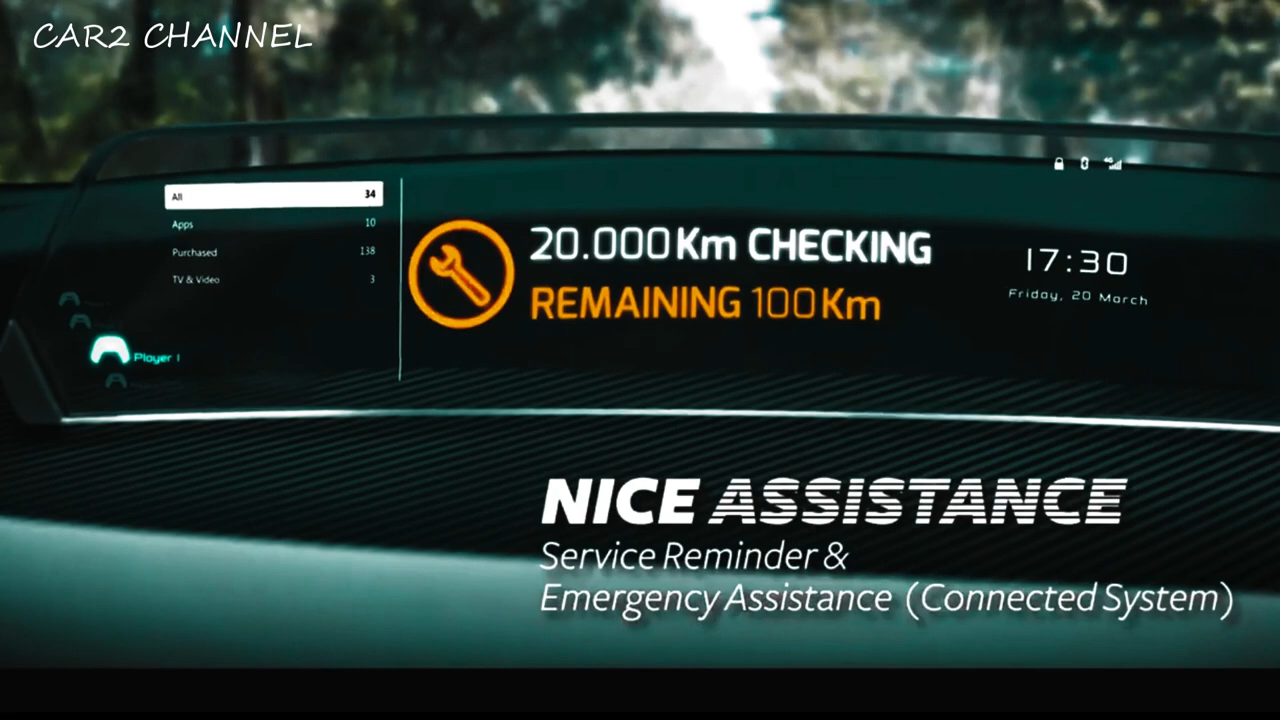 CAR2 CHANNEL
All 34
Apps 10
Purchased 138
TV & Video 3
Player 1
20.000 Km CHECKING
REMAINING 100 Km
4G
17:30
Friday, 20 March
NICE ASSISTANCE
Service Reminder &
Emergency Assistance (Connected System)